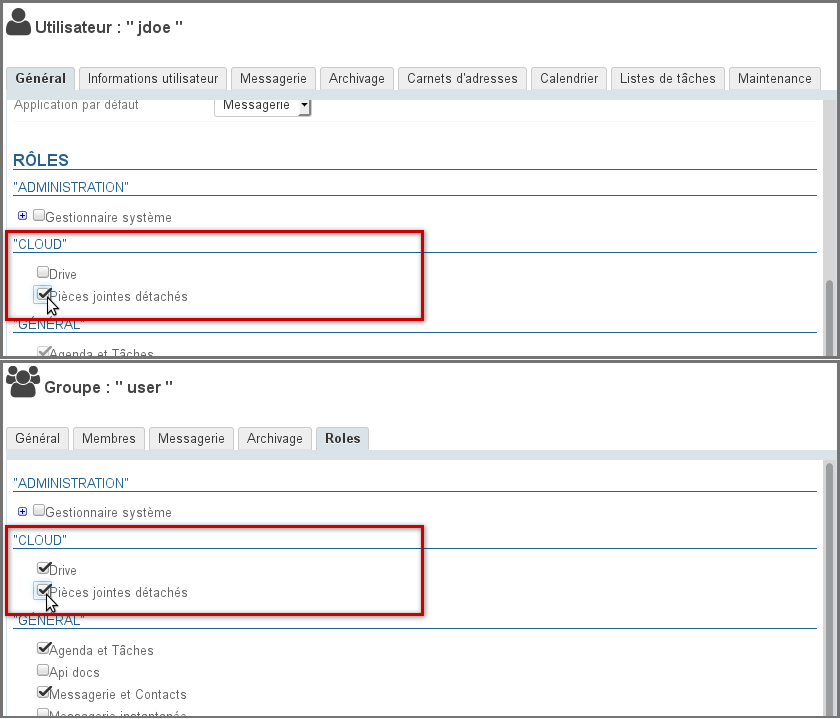 Utilisateur : " jdoe "
Général Informations utilisateur Messagerie Archivage Carnets d'adresses Calendrier Listes de tâches Maintenance
Application par défaut Messagerie
RÔLES
"ADMINISTRATION"
Gestionnaire système
"CLOUD"
Drive
Pièces jointes détachés
"GÉNÉRAL"
Agenda et Tâches
Groupe : " user "
Général Membres Messagerie Archivage Roles
"ADMINISTRATION"
Gestionnaire système
"CLOUD"
Drive
Pièces jointes détachés
"GÉNÉRAL"
Agenda et Tâches
Api docs
Messagerie et Contacts
Messagerie instantanée